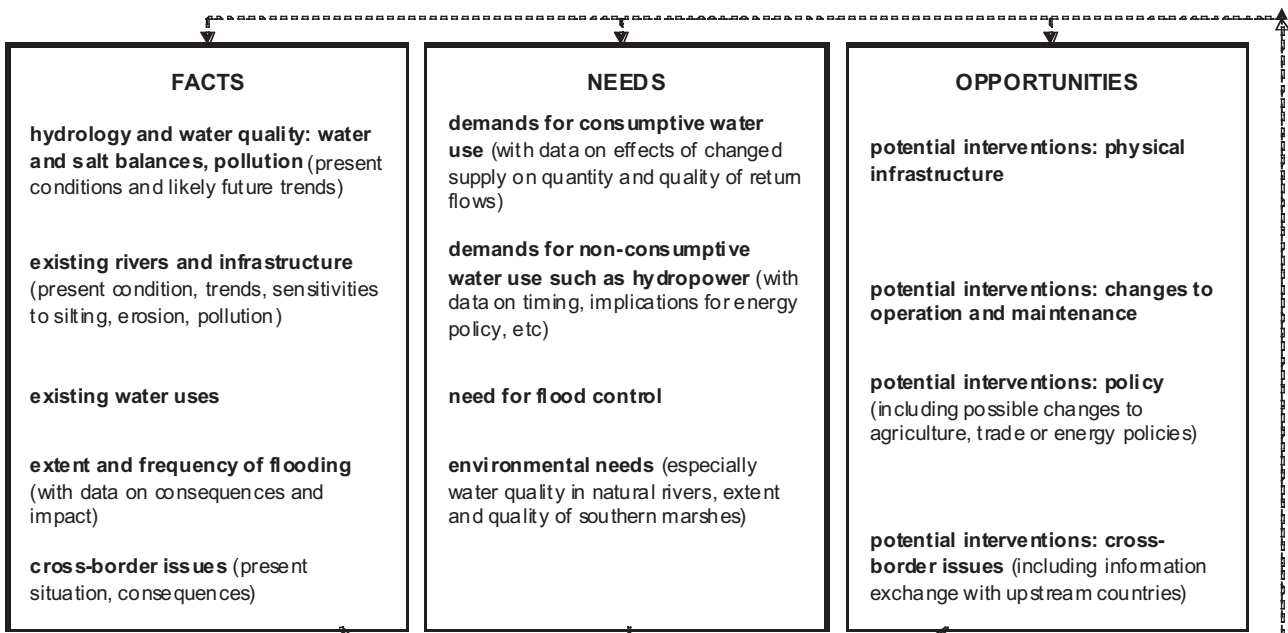 FACTS
hydrology and water quality: water
and salt balances, pollution (present
conditions and likely future trends)
existing rivers and infrastructure
(present condition, trends, sensitivities
to silting, erosion, pollution)
existing water uses
extent and frequency of flooding
(with data on consequences and
impact)
cross-border issues (present
situation, consequences)
NEEDS
demands for consumptive water
use (with data on effects of changed
supply on quantity and quality of return
flows)
demands for non-consumptive
water use such as hydropower (with
data on timing, implications for energy
policy, etc)
need for flood control
environmental needs (especially
water quality in natural rivers, extent
and quality of southern marshes)
OPPORTUNITIES
potential interventions: physical
infrastructure
potential interventions: changes to
operation and maintenance
potential interventions: policy
(including possible changes to
agriculture, trade or energy policies)
potential interventions: cross-
border issues (including information
exchange with upstream countries)